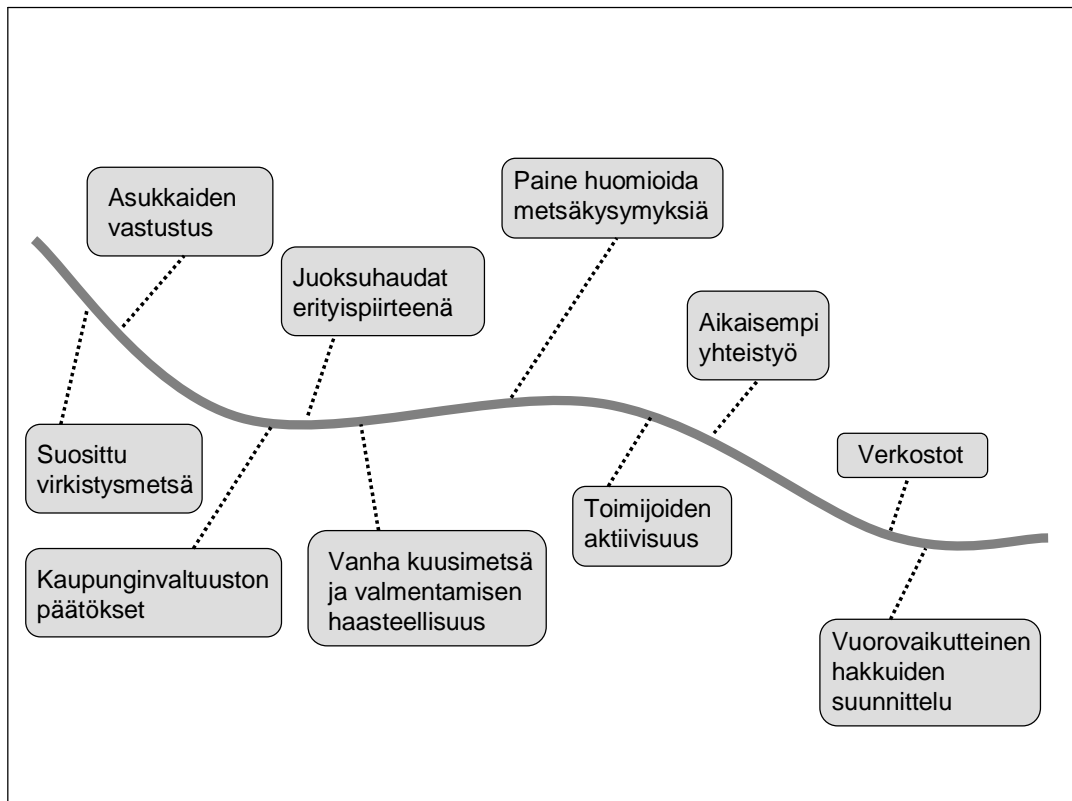 Asukkaiden
vastustus
Paine huomioida
metsäkysymyksiä
Juoksuhaudat
erityispiirteenä
Aikaisempi
yhteistyö
Suosittu
virkistysmetsä
Verkostot
Toimijoiden
aktiivisuus
Kaupunginvaltuuston
päätökset
Vanha kuusimetsä
ja valmentamisen
haasteellisuus
Vuorovaikutteinen
hakkuiden
suunnittelu